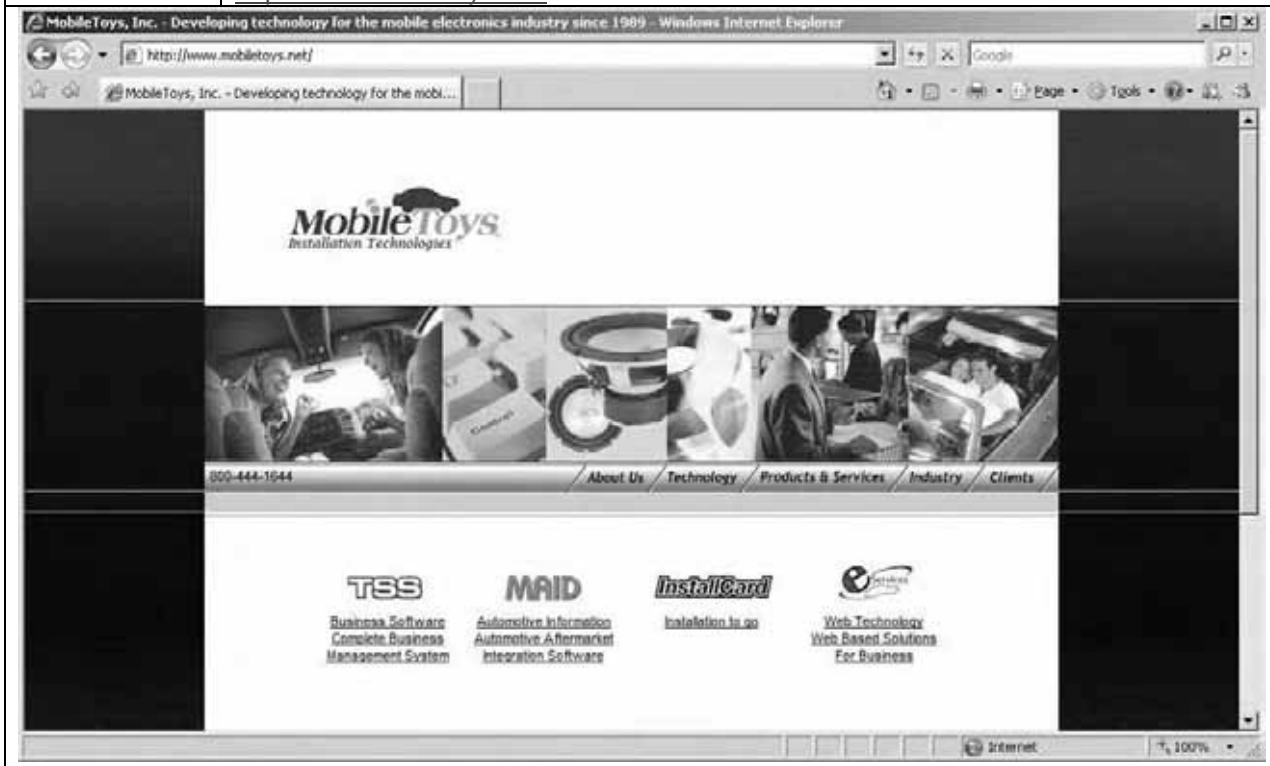 MobileToys, Inc. - Developing technology for the mobile electronics industry since 1989 - Windows Internet Explorer
http://www.mobiletoys.net/
Google
MobileToys, Inc. - Developing technology for the mobi...
Page
Tools
MobileToys
Installation Technologies
Control
800-444-1644
About Us
Technology
Products & Services
Industry
Clients
TSS
MAID
InstallCard
eServices
Business Software
Complete Business
Management System
Automotive Information
Automotive Aftermarket
Integration Software
Installation to go
Web Technology
Web Based Solutions
For Business
Internet
100%